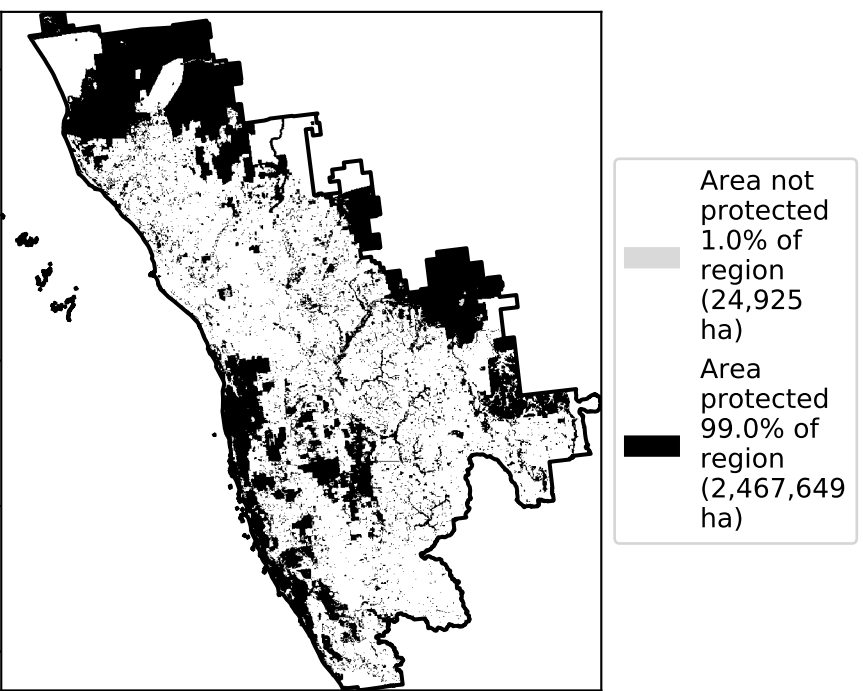 Area not
protected
1.0% of
region
(24,925
ha)
Area
protected
99.0% of
region
(2,467,649
ha)